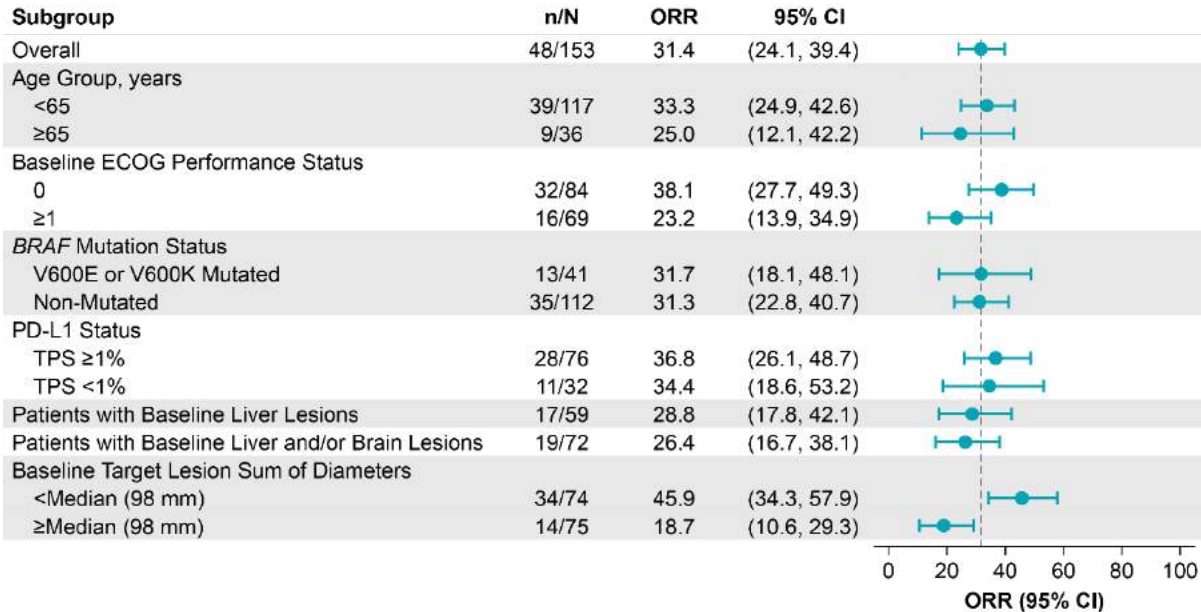 Subgroup n/N ORR 95% CI
Overall 48/153 31.4 (24.1, 39.4)
Age Group, years
<65 39/117 33.3 (24.9, 42.6)
≥65 9/36 25.0 (12.1, 42.2)
Baseline ECOG Performance Status
0 32/84 38.1 (27.7, 49.3)
≥1 16/69 23.2 (13.9, 34.9)
BRAF Mutation Status
V600E or V600K Mutated 13/41 31.7 (18.1, 48.1)
Non-Mutated 35/112 31.3 (22.8, 40.7)
PD-L1 Status
TPS ≥1% 28/76 36.8 (26.1, 48.7)
TPS <1% 11/32 34.4 (18.6, 53.2)
Patients with Baseline Liver Lesions 17/59 28.8 (17.8, 42.1)
Patients with Baseline Liver and/or Brain Lesions 19/72 26.4 (16.7, 38.1)
Baseline Target Lesion Sum of Diameters
<Median (98 mm) 34/74 45.9 (34.3, 57.9)
≥Median (98 mm) 14/75 18.7 (10.6, 29.3)
0 20 40 60 80 100
ORR (95% CI)